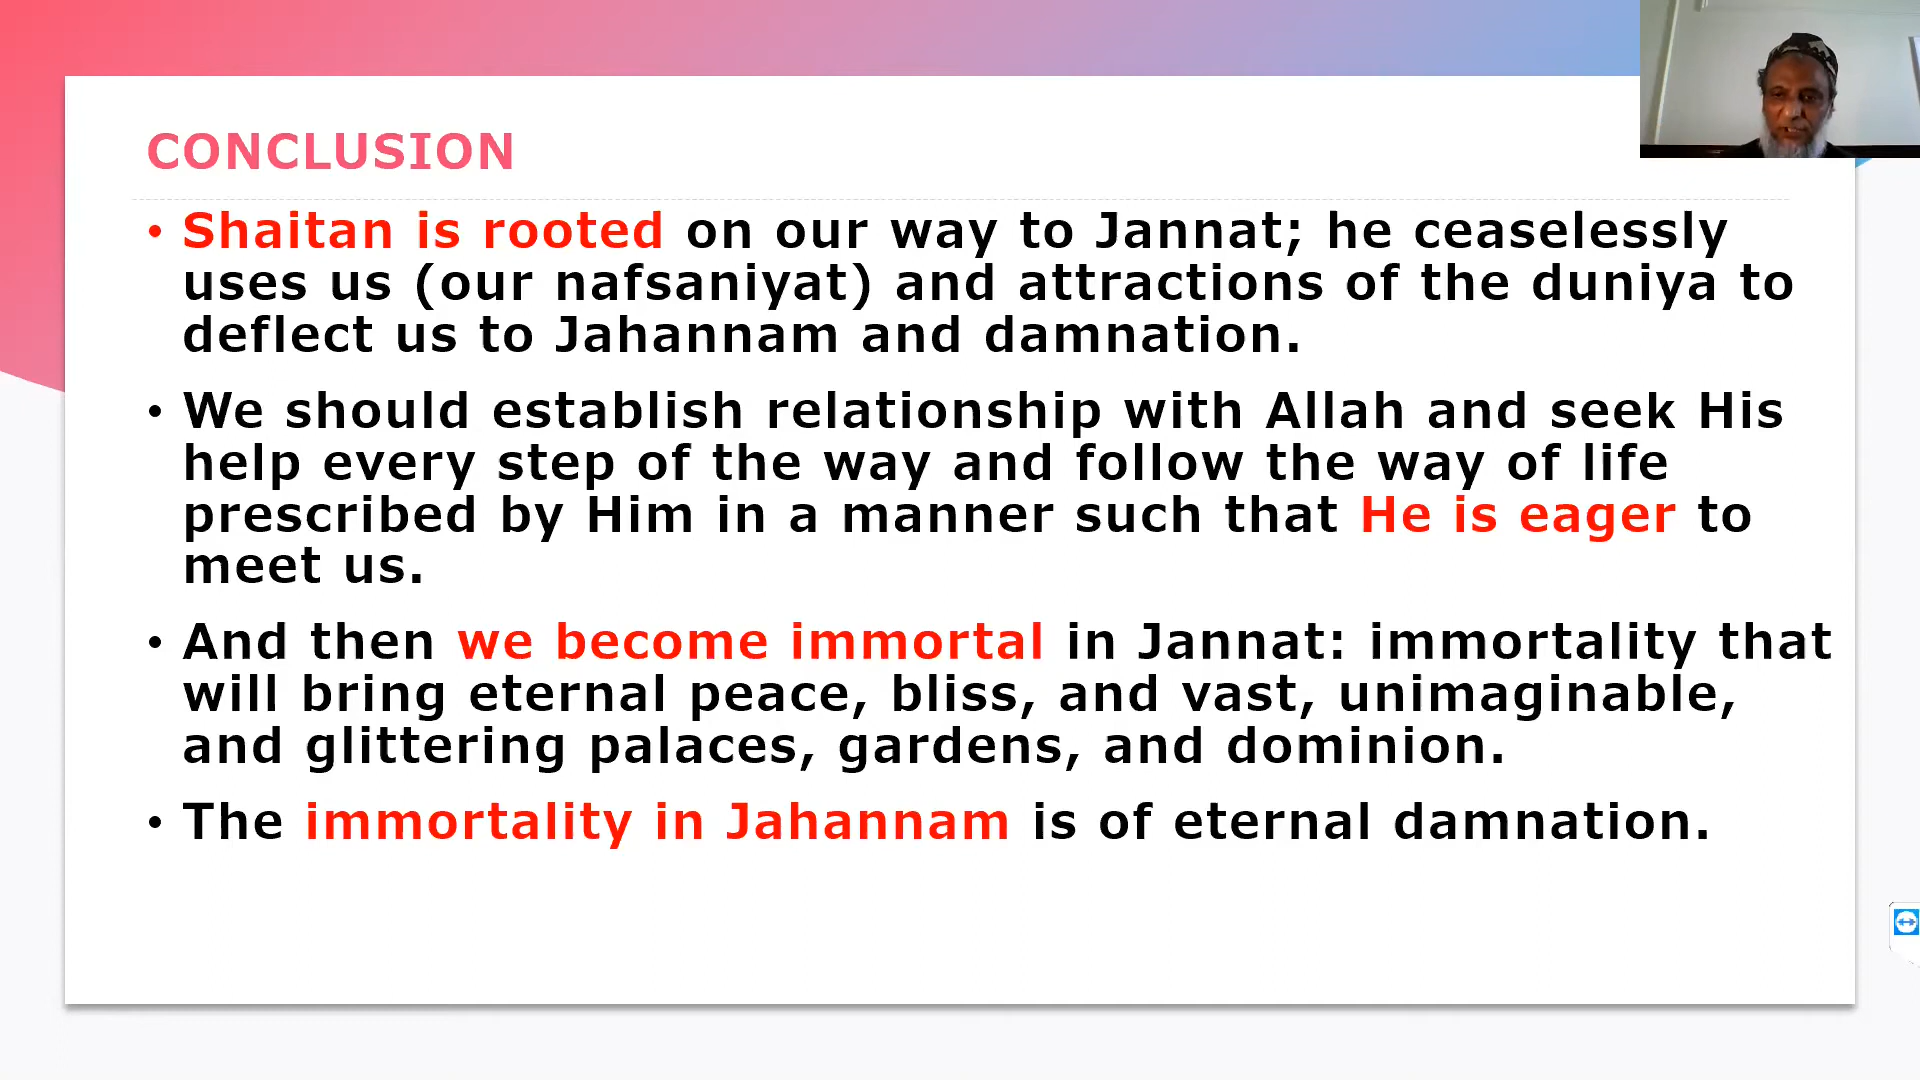 CONCLUSION
• Shaitan is rooted on our way to Jannat; he ceaselessly
uses us (our nafsaniyat) and attractions of the duniya to
deflect us to Jahannam and damnation.
• We should establish relationship with Allah and seek His
help every step of the way and follow the way of life
prescribed by Him in a manner such that He is eager to
meet us.
• And then we become immortal in Jannat: immortality that
will bring eternal peace, bliss, and vast, unimaginable,
and glittering palaces, gardens, and dominion.
• The immortality in Jahannam is of eternal damnation.